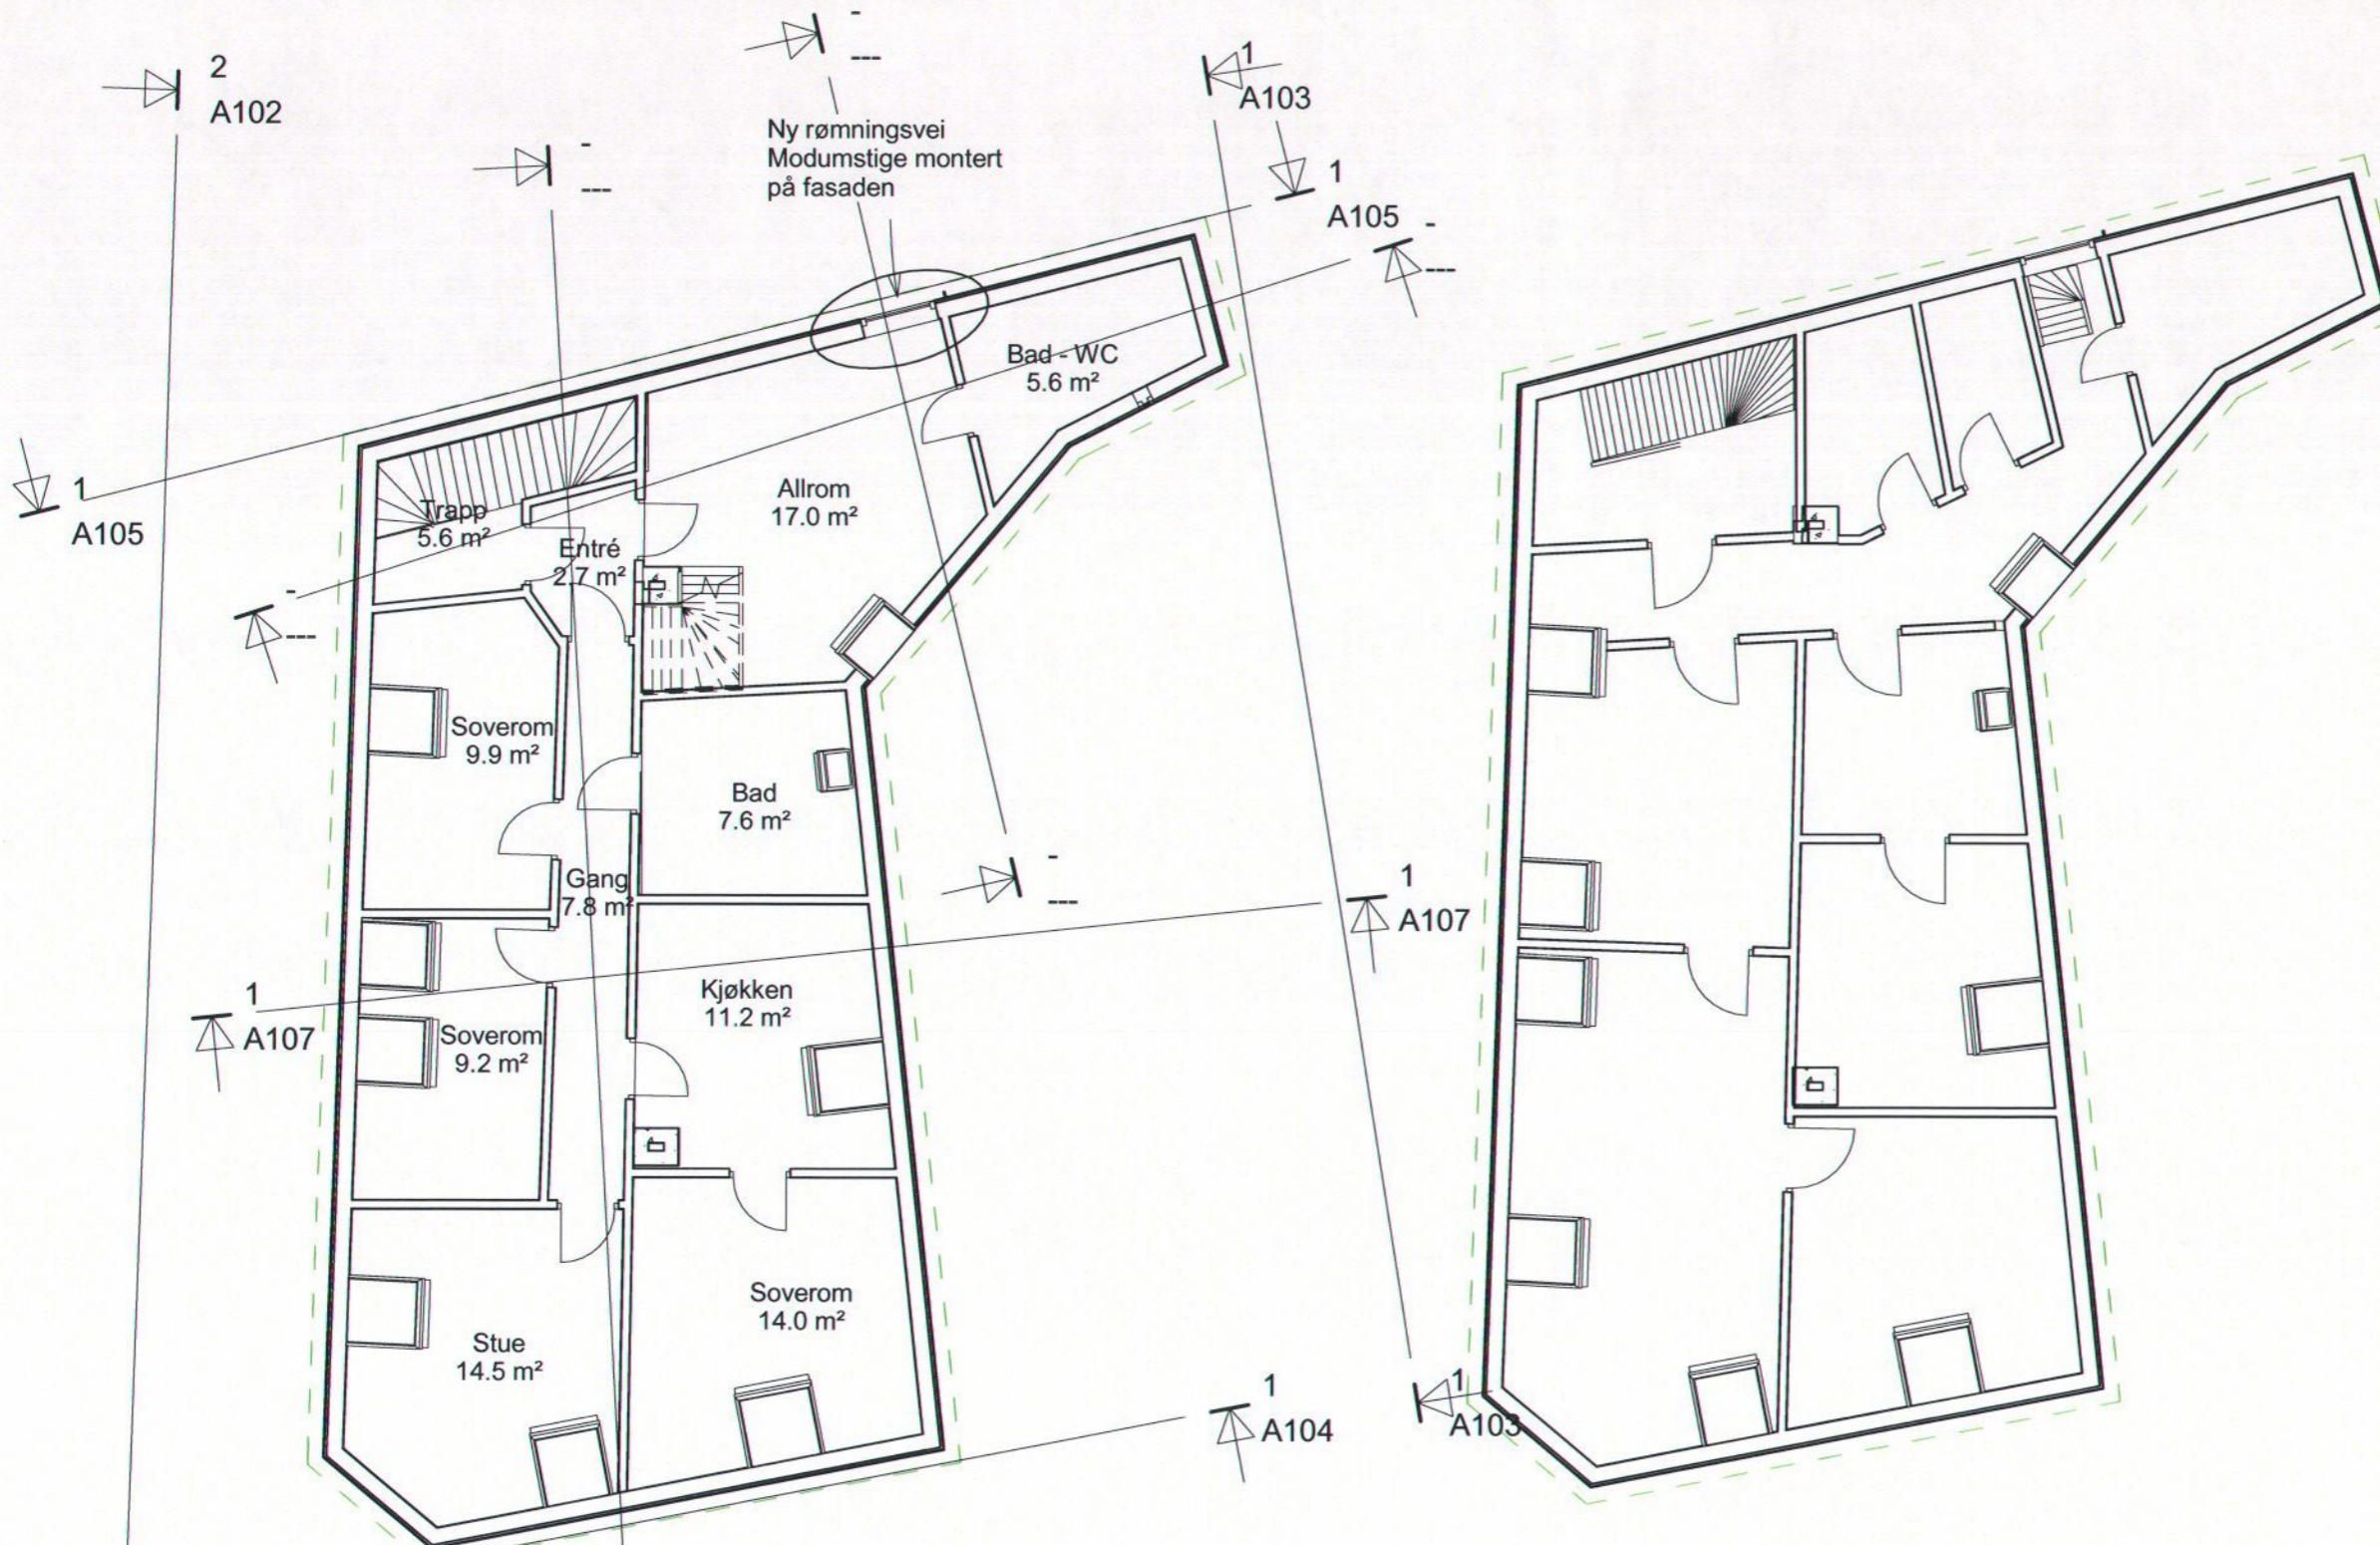 2
A102
-
---
-
---
Ny rømningsvei
Modumstige montert
på fasaden
1
A103
1
A105
-
---
Bad - WC
5.6 m²
1
A105
Trapp
5.6 m²
Allrom
17.0 m²
Entré
2.7 m²
-
---
Soverom
9.9 m²
Bad
7.6 m²
Gang
7.8 m²
-
---
1
A107
Kjøkken
11.2 m²
1
A107
Soverom
9.2 m²
Soverom
14.0 m²
Stue
14.5 m²
1
A104
1
A103